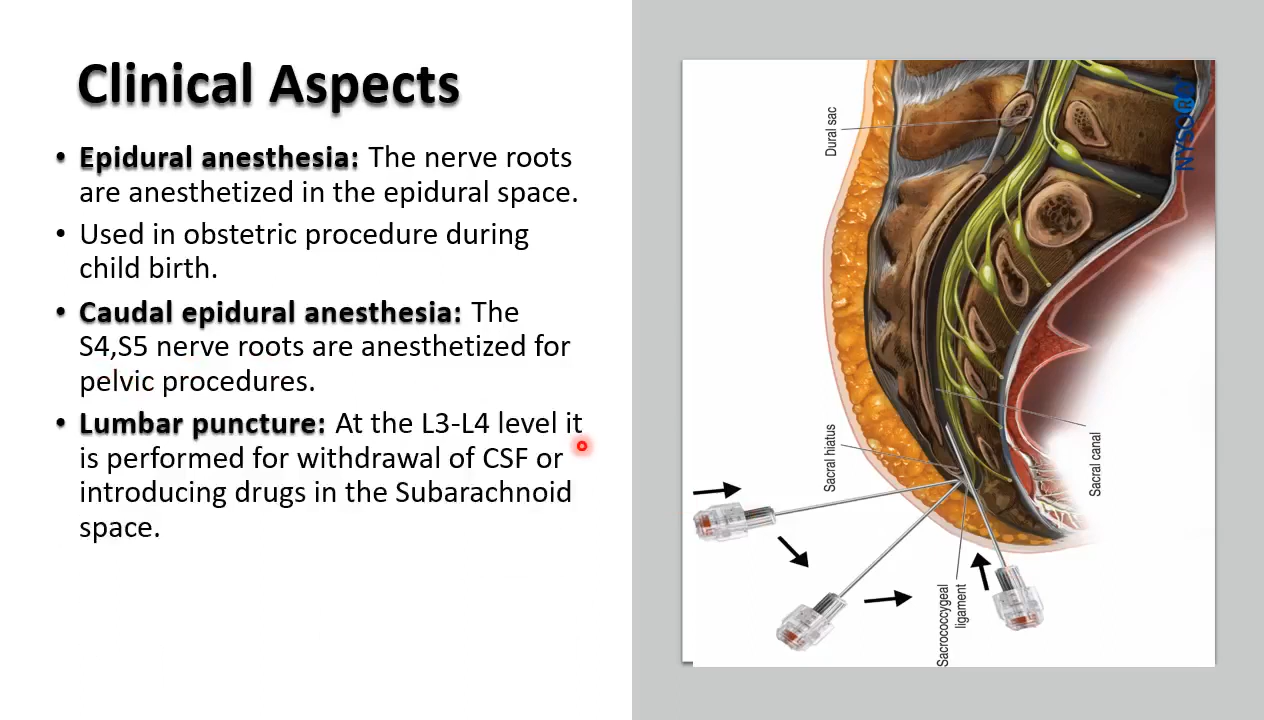 Clinical Aspects
• Epidural anesthesia: The nerve roots
are anesthetized in the epidural space.
• Used in obstetric procedure during
child birth.
• Caudal epidural anesthesia: The
S4,S5 nerve roots are anesthetized for
pelvic procedures.
• Lumbar puncture: At the L3-L4 level it
is performed for withdrawal of CSF or
introducing drugs in the Subarachnoid
space.
Dural sac
NYSORA
Sacral hiatus
Sacral canal
Sacrococcygeal
ligament